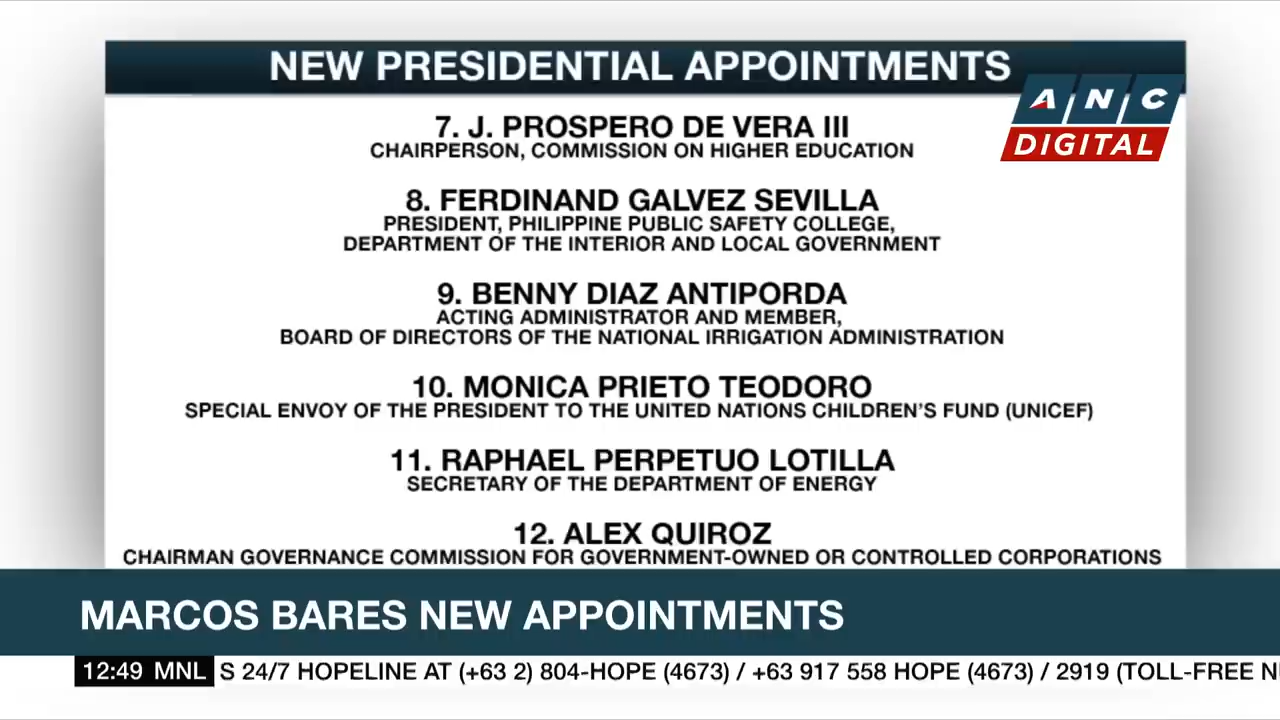 NEW PRESIDENTIAL APPOINTMENTS
ANC
DIGITAL
7. J. PROSPERO DE VERA III
CHAIRPERSON, COMMISSION ON HIGHER EDUCATION
8. FERDINAND GALVEZ SEVILLA
PRESIDENT, PHILIPPINE PUBLIC SAFETY COLLEGE,
DEPARTMENT OF THE INTERIOR AND LOCAL GOVERNMENT
9. BENNY DIAZ ANTIPORDA
ACTING ADMINISTRATOR AND MEMBER,
BOARD OF DIRECTORS OF THE NATIONAL IRRIGATION ADMINISTRATION
10. MONICA PRIETO TEODORO
SPECIAL ENVOY OF THE PRESIDENT TO THE UNITED NATIONS CHILDREN'S FUND (UNICEF)
11. RAPHAEL PERPETUO LOTILLA
SECRETARY OF THE DEPARTMENT OF ENERGY
12. ALEX QUIROZ
CHAIRMAN GOVERNANCE COMMISSION FOR GOVERNMENT-OWNED OR CONTROLLED CORPORATIONS
MARCOS BARES NEW APPOINTMENTS
12:49 MNL S 24/7 HOPELINE AT (+63 2) 804-HOPE (4673) / +63 917 558 HOPE (4673) / 2919 (TOLL-FREE